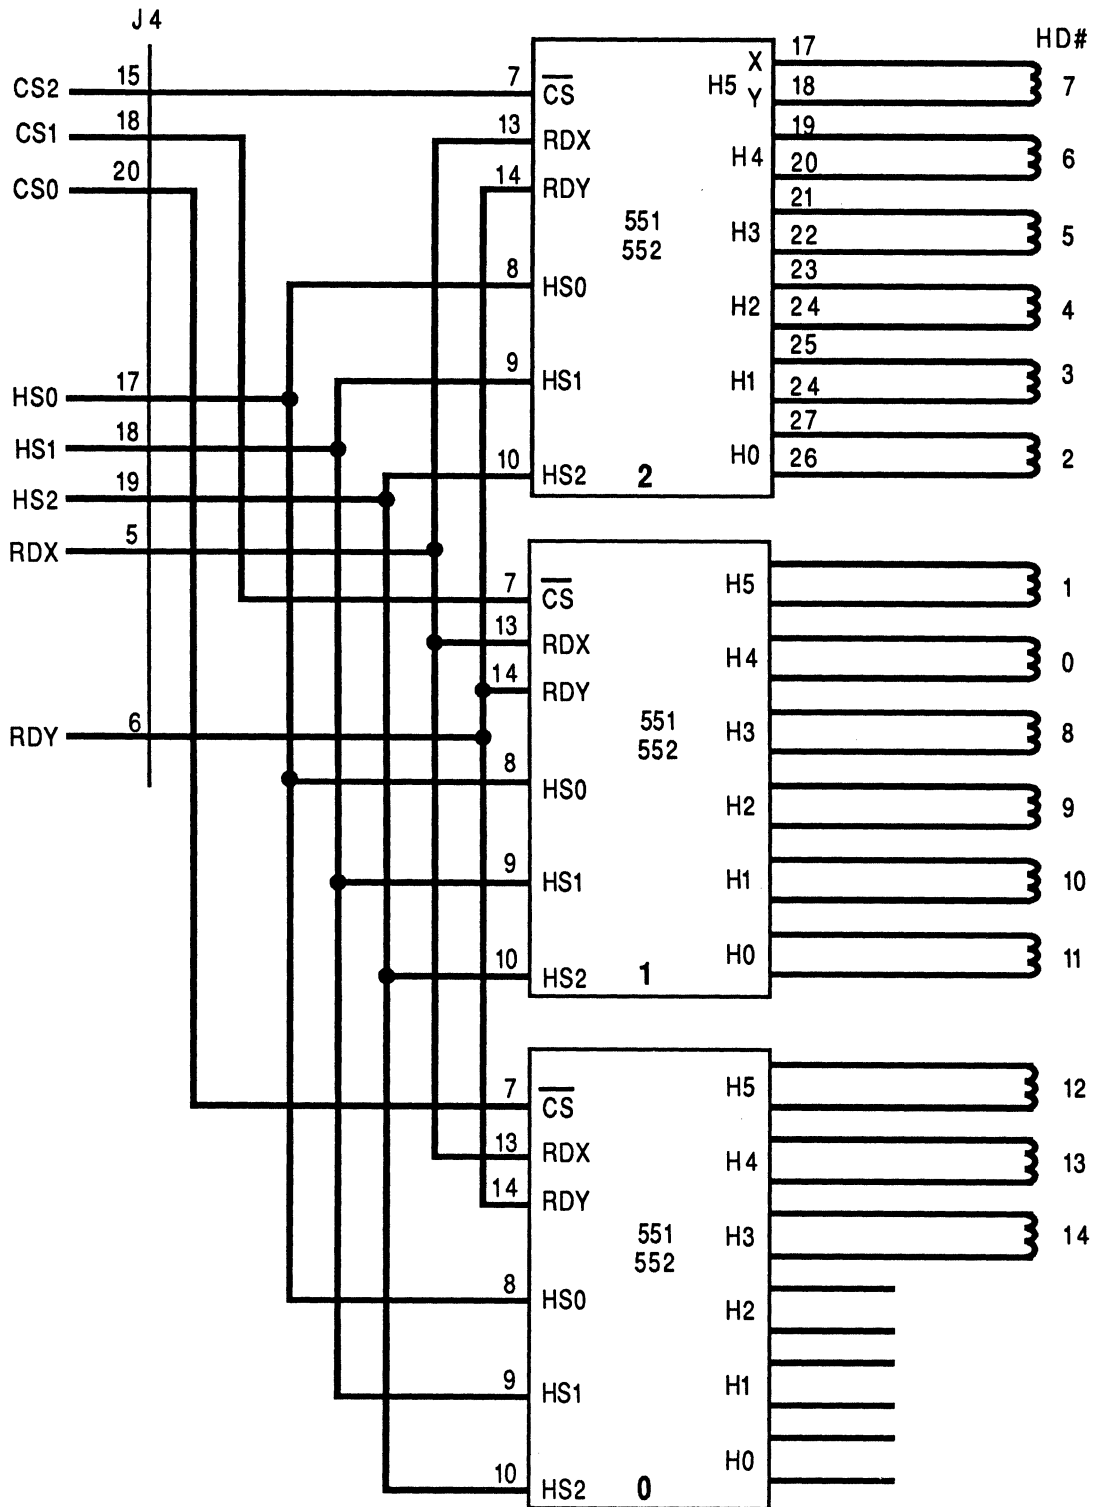 J4
HD#
CS2 15
CS1 18
CS0 20
HS0 17
HS1 18
HS2 19
RDX 5
RDY 6
7 CS
13 RDX
14 RDY
8 HS0
9 HS1
10 HS2
551
552
2
H5 X 17
Y 18
7
H4 19
20
6
H3 21
22
5
H2 23
24
4
H1 25
24
3
H0 27
26
2
7 CS
13 RDX
14 RDY
8 HS0
9 HS1
10 HS2
551
552
1
H5 1
H4 0
H3 8
H2 9
H1 10
H0 11
7 CS
13 RDX
14 RDY
8 HS0
9 HS1
10 HS2
551
552
0
H5 12
H4 13
H3 14
H2
H1
H0